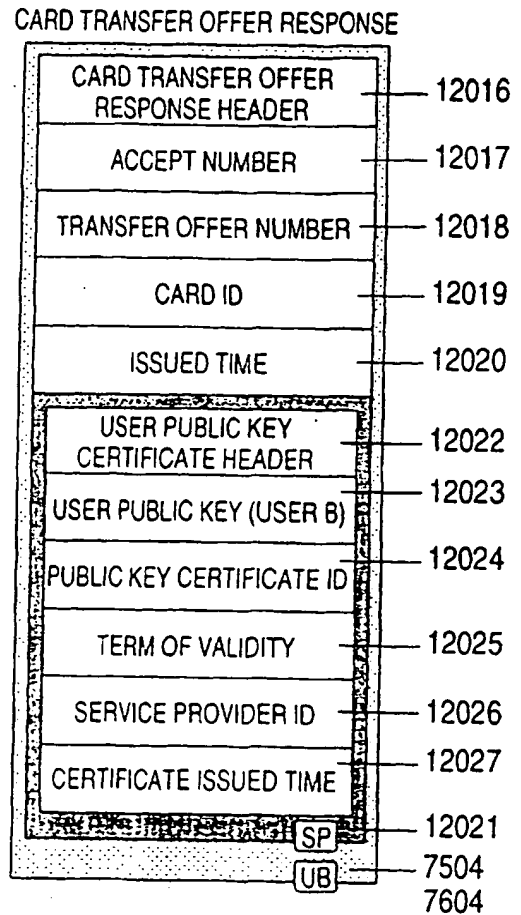 CARD TRANSFER OFFER RESPONSE
CARD TRANSFER OFFER
RESPONSE HEADER
12016
ACCEPT NUMBER
12017
TRANSFER OFFER NUMBER
12018
CARD ID
12019
ISSUED TIME
12020
USER PUBLIC KEY
CERTIFICATE HEADER
12022
USER PUBLIC KEY (USER B)
12023
PUBLIC KEY CERTIFICATE ID
12024
TERM OF VALIDITY
12025
SERVICE PROVIDER ID
12026
CERTIFICATE ISSUED TIME
12027
SP
12021
UB
7504
7604